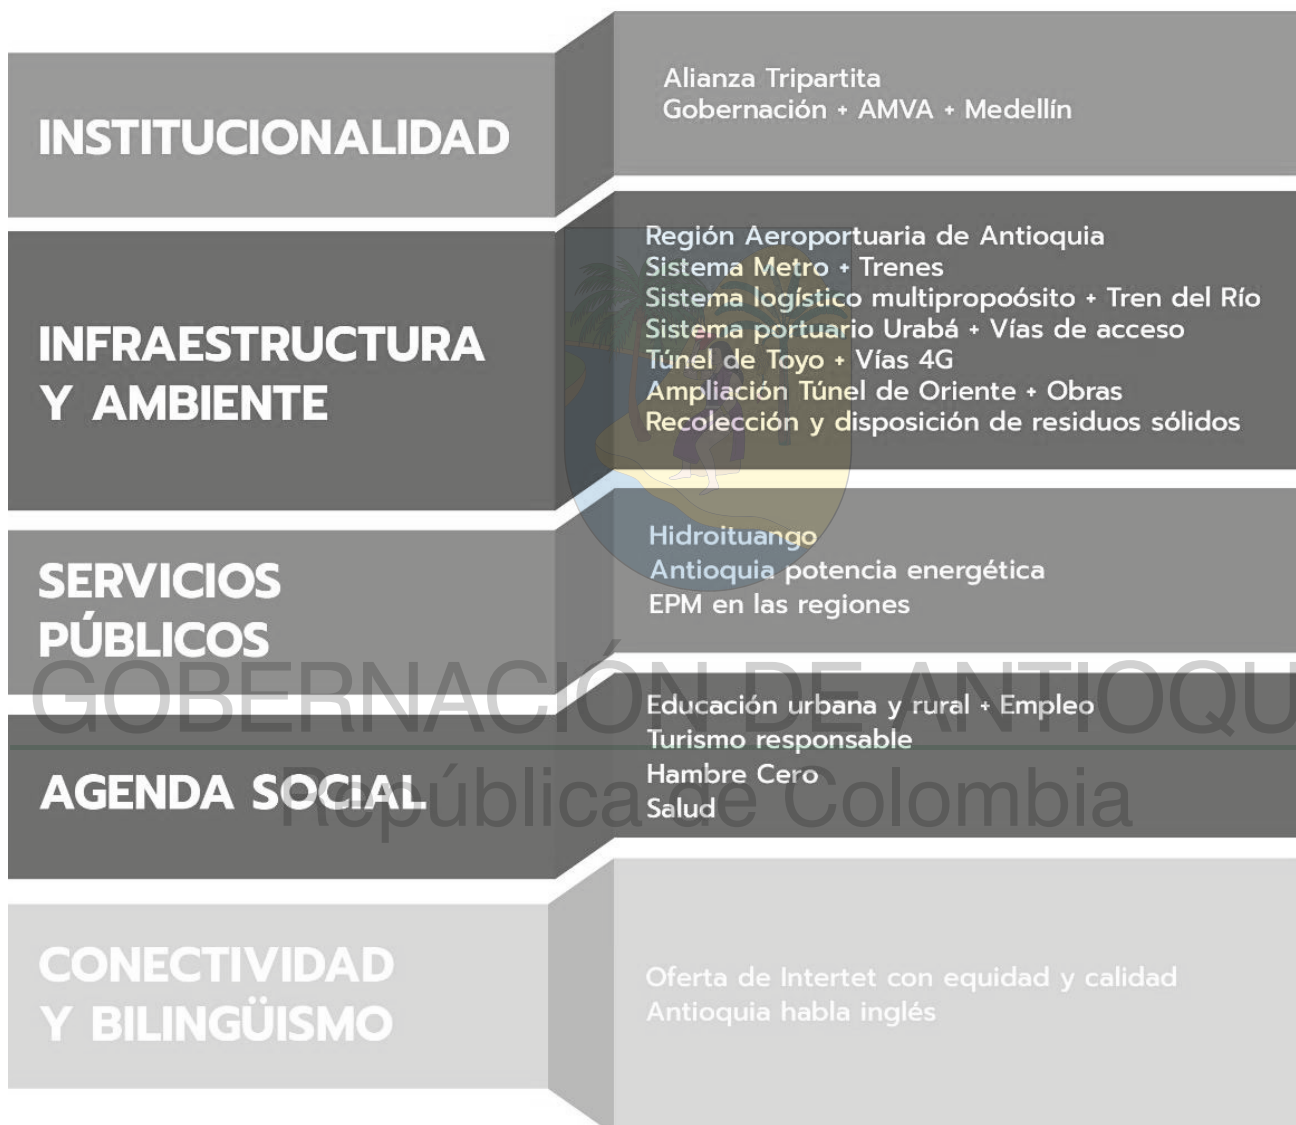 INSTITUCIONALIDAD
Alianza Tripartita
Gobernación + AMVA + Medellín
INFRAESTRUCTURA
Y AMBIENTE
Región Aeroportuaria de Antioquia
Sistema Metro + Trenes
Sistema logístico multipropoósito + Tren del Río
Sistema portuario Urabá + Vías de acceso
Túnel de Toyo + Vías 4G
Ampliación Túnel de Oriente + Obras
Recolección y disposición de residuos sólidos
SERVICIOS
PÚBLICOS
Hidroituango
Antioquia potencia energética
EPM en las regiones
GOBERNACIÓN DE ANTIOQU
República de Colombia
AGENDA SOCIAL
Educación urbana y rural + Empleo
Turismo responsable
Hambre Cero
Salud
CONECTIVIDAD
Y BILINGÜISMO
Oferta de Intertet con equidad y calidad
Antioquia habla inglés